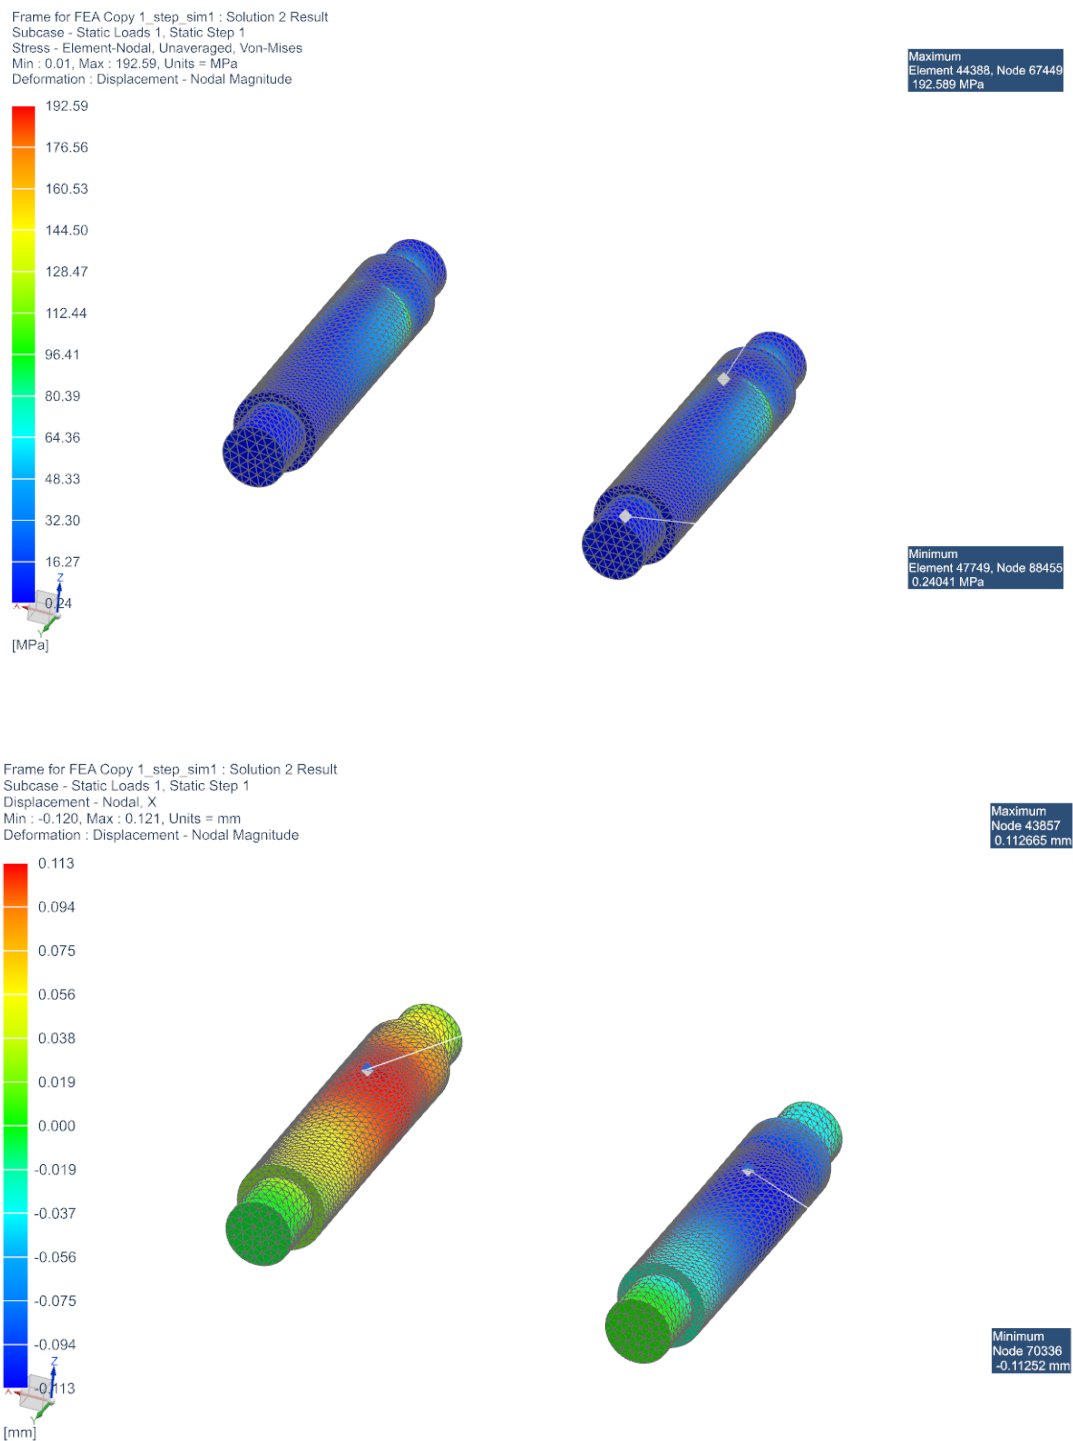 Frame for FEA Copy 1_step_sim1 : Solution 2 Result
Subcase - Static Loads 1, Static Step 1
Stress - Element-Nodal, Unaveraged, Von-Mises
Min : 0.01, Max : 192.59, Units = MPa
Deformation : Displacement - Nodal Magnitude
Maximum
Element 44388, Node 67449
192.589 MPa
192.59
176.56
160.53
144.50
128.47
112.44
96.41
80.39
64.36
48.33
32.30
16.27
0.24
Z
X
Y
[MPa]
Minimum
Element 47749, Node 88455
0.24041 MPa
Frame for FEA Copy 1_step_sim1 : Solution 2 Result
Subcase - Static Loads 1, Static Step 1
Displacement - Nodal, X
Min : -0.120, Max : 0.121, Units = mm
Deformation : Displacement - Nodal Magnitude
Maximum
Node 43857
0.112665 mm
0.113
0.094
0.075
0.056
0.038
0.019
0.000
-0.019
-0.037
-0.056
-0.075
-0.094
-0.113
Z
X
Y
[mm]
Minimum
Node 70336
-0.11252 mm